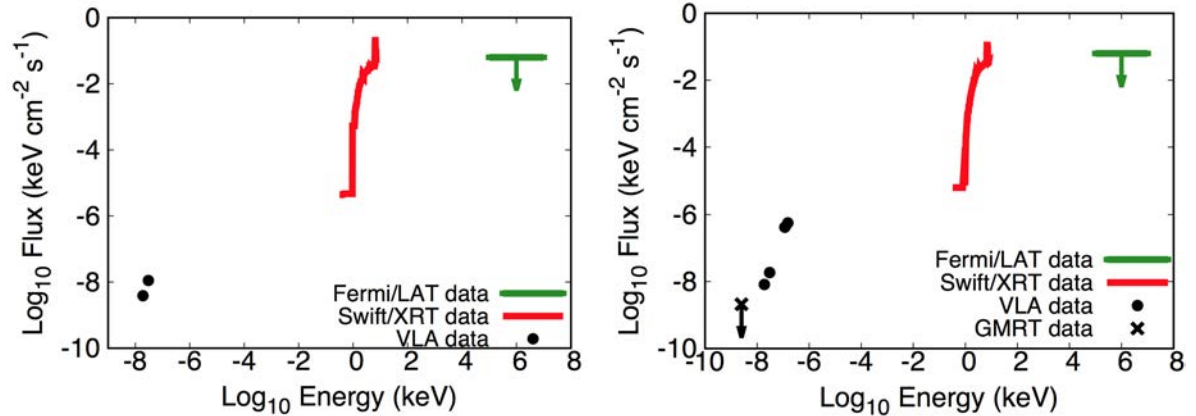 0
-2
-4
-6
-8
-10
Log10 Flux (keV cm-2 s-1)
Fermi/LAT data
Swift/XRT data
VLA data
-8 -6 -4 -2 0 2 4 6 8
Log10 Energy (keV)
0
-2
-4
-6
-8
-10
Log10 Flux (keV cm-2 s-1)
Fermi/LAT data
Swift/XRT data
VLA data
GMRT data
-10 -8 -6 -4 -2 0 2 4 6 8
Log10 Energy (keV)